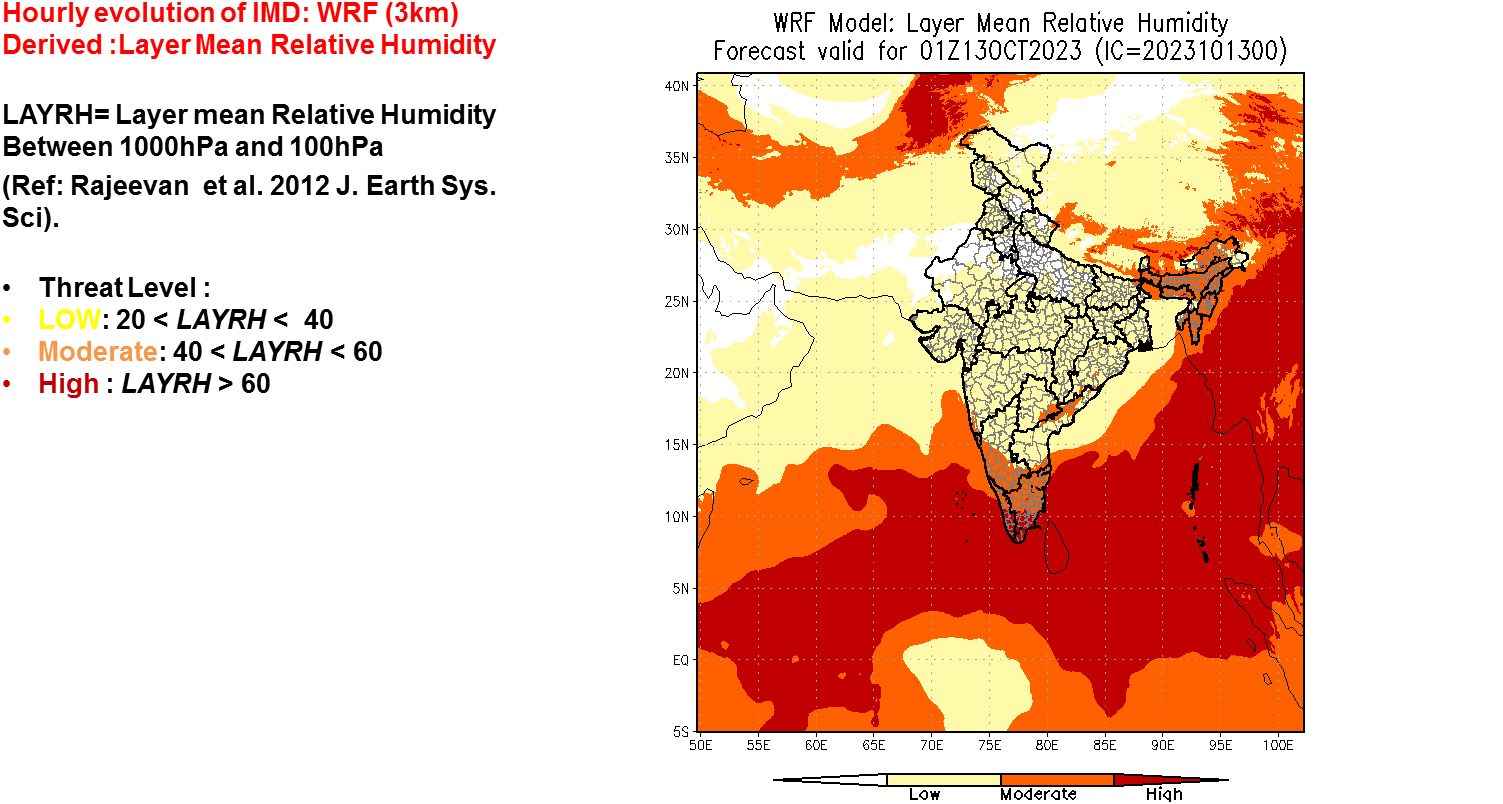 Hourly evolution of IMD: WRF (3km)
Derived :Layer Mean Relative Humidity
LAYRH= Layer mean Relative Humidity
Between 1000hPa and 100hPa
(Ref: Rajeevan et al. 2012 J. Earth Sys.
Sci).
• Threat Level :
• LOW: 20 < LAYRH < 40
• Moderate: 40 < LAYRH < 60
• High : LAYRH > 60
WRF Model: Layer Mean Relative Humidity
Forecast valid for 01Z13OCT2023 (IC=2023101300)
40N
35N
30N
25N
20N
15N
10N
5N
EQ
5S
50E 55E 60E 65E 70E 75E 80E 85E 90E 95E 100E
Low Moderate High